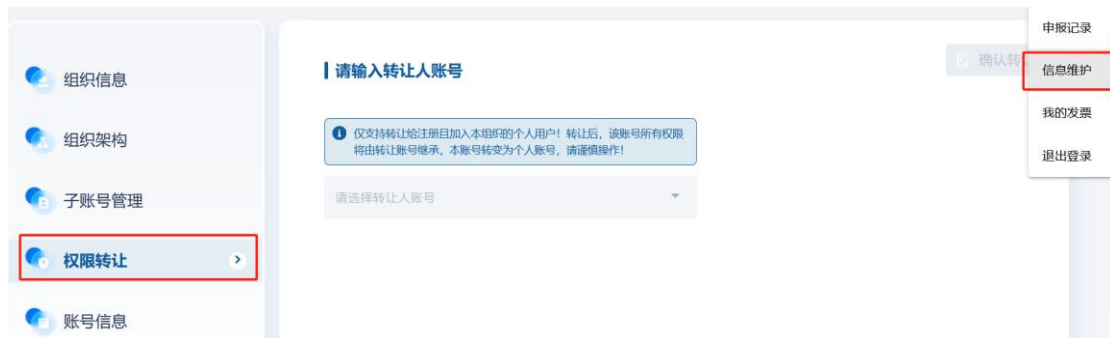 组织信息
组织架构
子账号管理
权限转让
账号信息
请输入转让人账号
仅支持转让给注册且加入本组织的个人用户！转让后，该账号所有权限
将由转让账号继承，本账号转变为个人账号，请谨慎操作！
请选择转让人账号
确认转
申报记录
信息维护
我的发票
退出登录